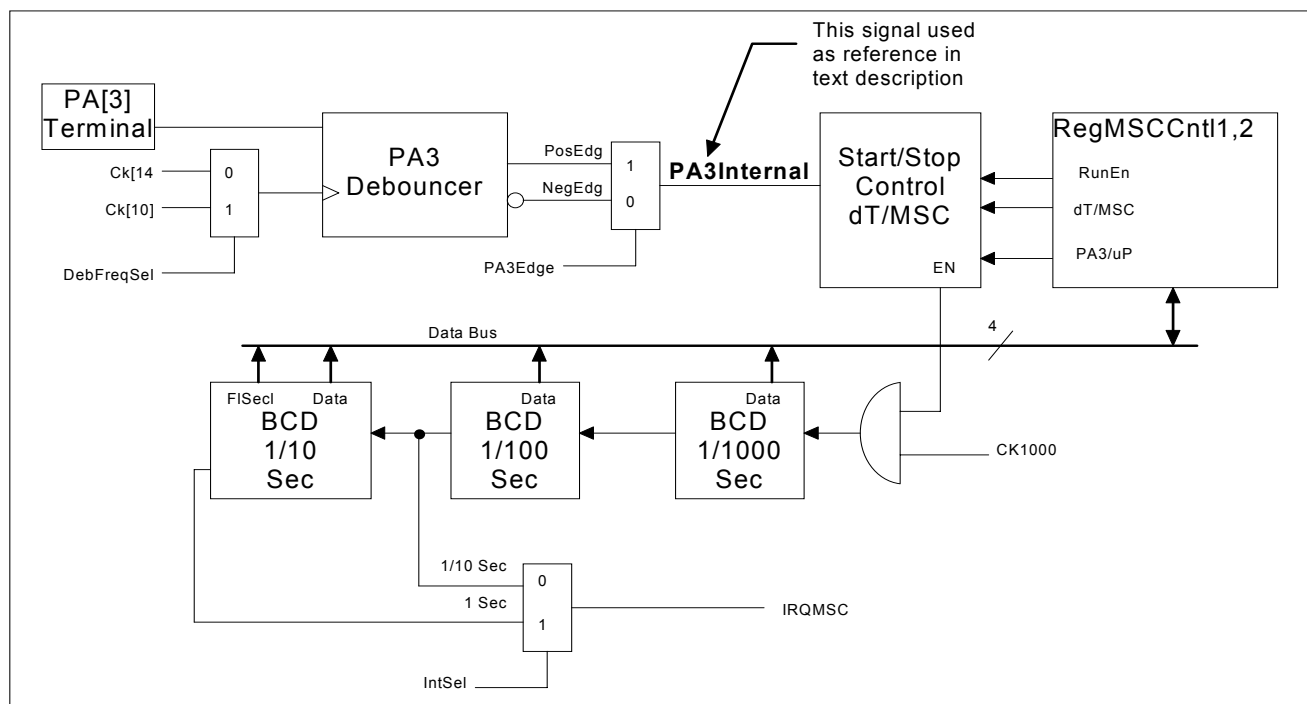 This signal used
as reference in
text description
PA[3]
Terminal
PA3
Debouncer
PosEdg
NegEdg
1
0
PA3Internal
Start/Stop
Control
dT/MSC
EN
RegMSCCntl1,2
RunEn
dT/MSC
PA3/uP
Ck[14
Ck[10]
0
1
DebFreqSel
PA3Edge
Data Bus
4
FlSecl
Data
BCD
1/10
Sec
Data
BCD
1/100
Sec
Data
BCD
1/1000
Sec
CK1000
1/10 Sec
1 Sec
0
1
IRQMSC
IntSel